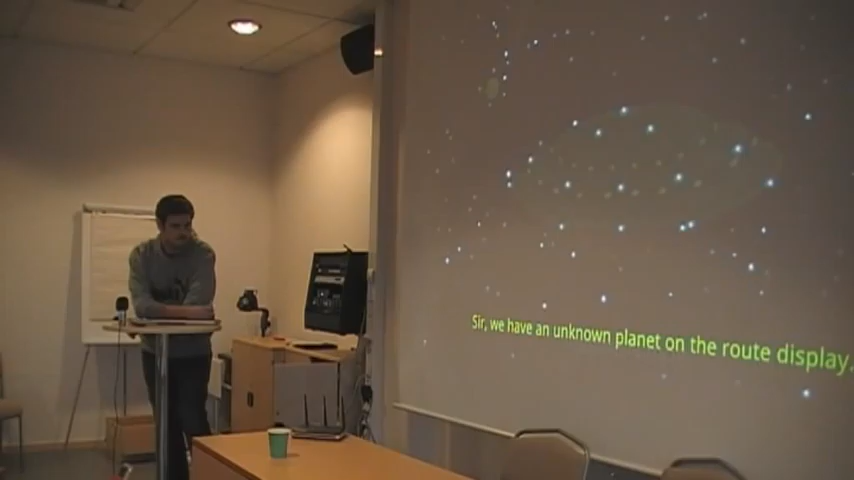 Sir, we have an unknown planet on the route display.